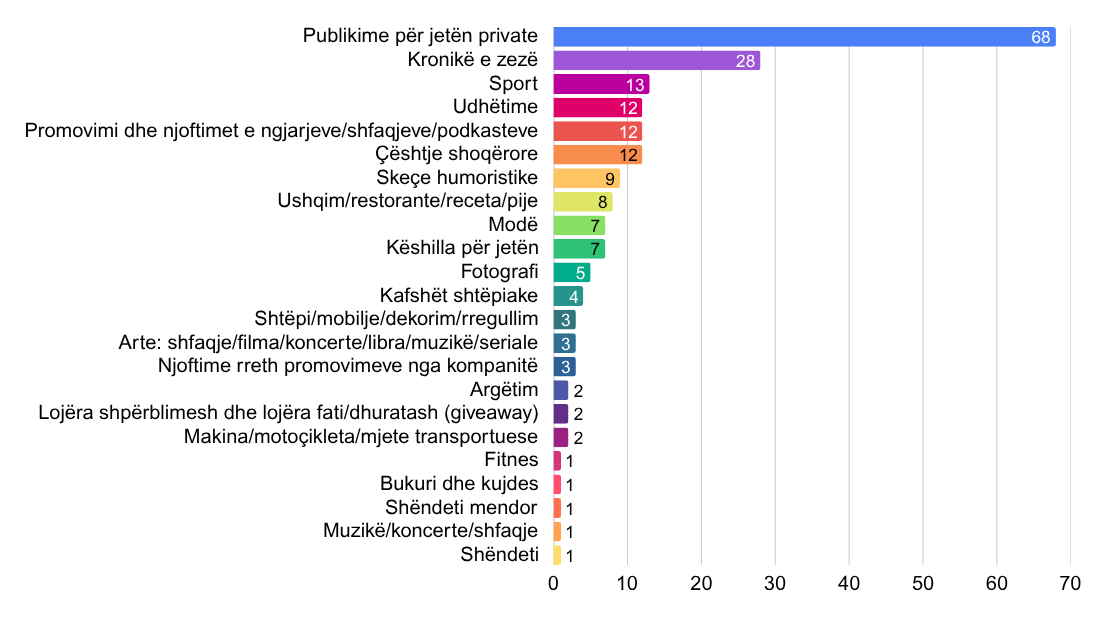 Publikime për jetën private 68
Kronikë e zezë 28
Sport 13
Udhëtime 12
Promovimi dhe njoftimet e ngjarjeve/shfaqjeve/podkasteve 12
Çështje shoqërore 12
Skeçe humoristike 9
Ushqim/restorante/receta/pije 8
Modë 7
Këshilla për jetën 7
Fotografi 5
Kafshët shtëpiake 4
Shtëpi/mobilje/dekorim/rregullim 3
Arte: shfaqje/filma/koncerte/libra/muzikë/seriale 3
Njoftime rreth promovimeve nga kompanitë 3
Argëtim 2
Lojëra shpërblimesh dhe lojëra fati/dhuratash (giveaway) 2
Makina/motoçikleta/mjete transportuese 2
Fitnes 1
Bukuri dhe kujdes 1
Shëndeti mendor 1
Muzikë/koncerte/shfaqje 1
Shëndeti 1
0 10 20 30 40 50 60 70